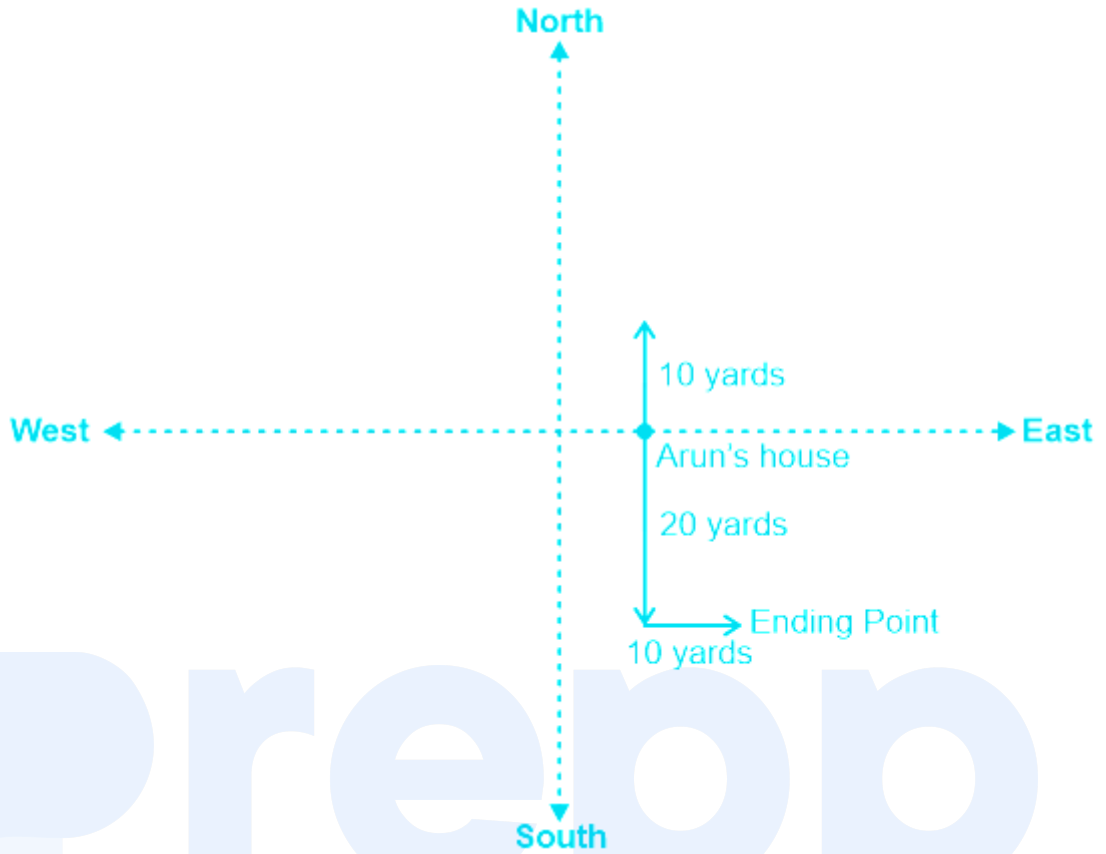 North
10 yards
West
East
Arun's house
20 yards
Ending Point
10 yards
South
Prepp